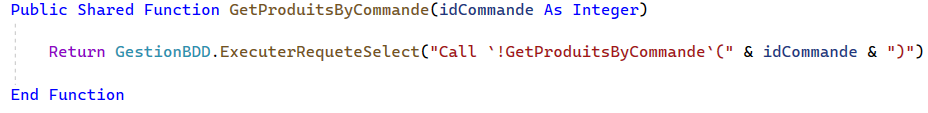 Public Shared Function GetProduitsByCommande(idCommande As Integer)
Return GestionBDD.ExecuterRequeteSelect("Call `!GetProduitsByCommande`(" & idCommande & ")")
End Function